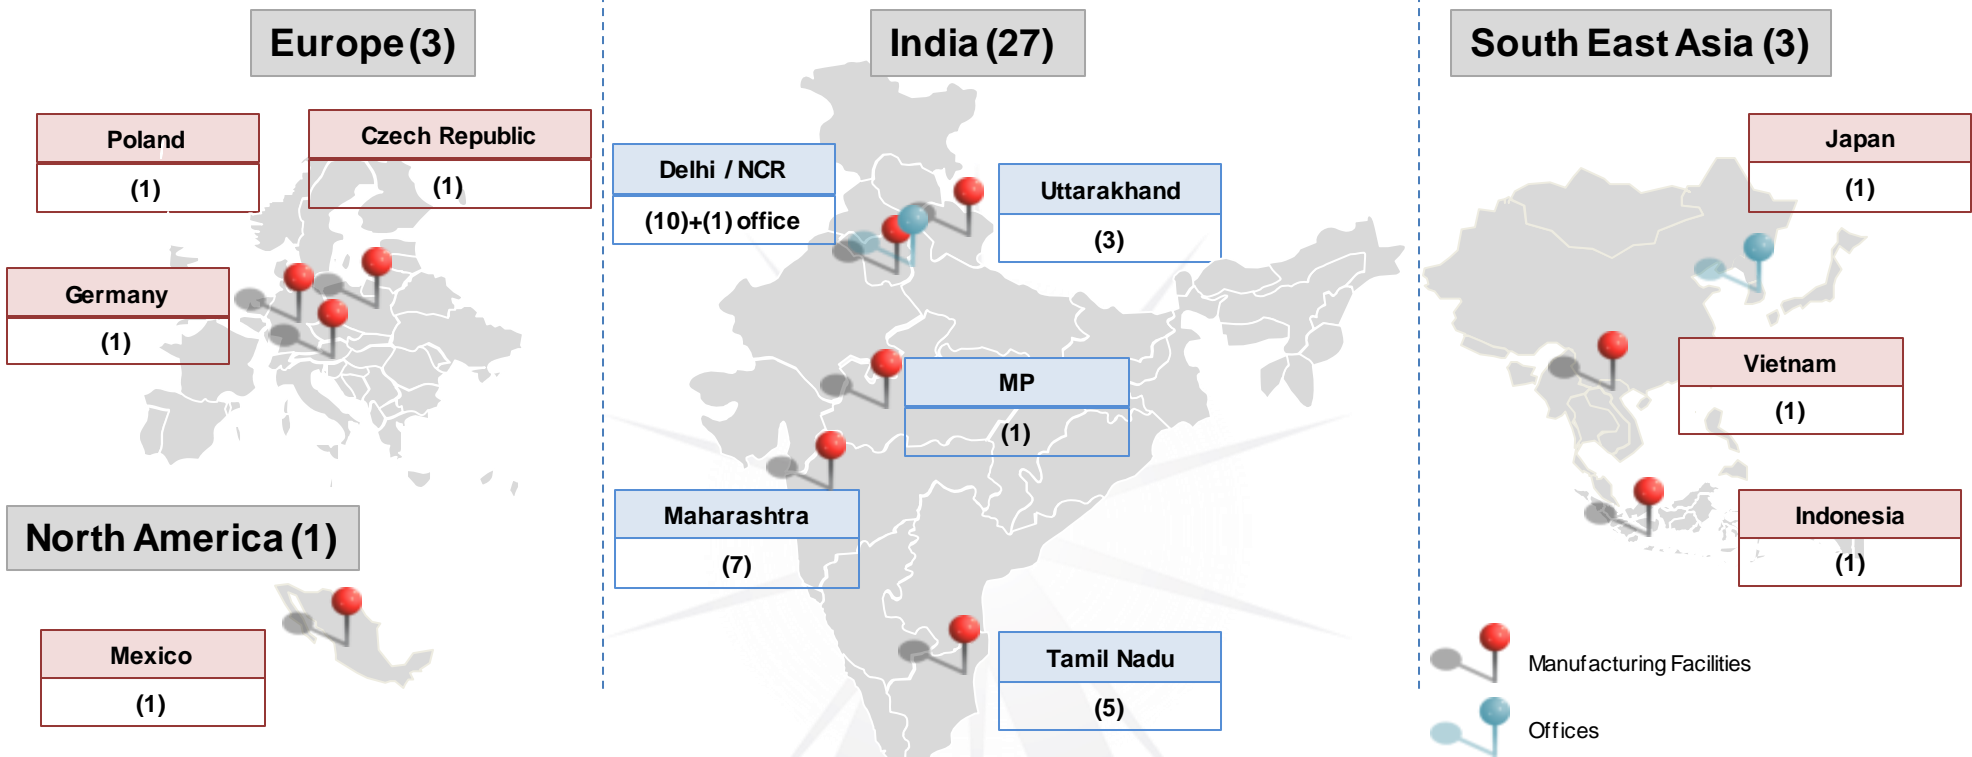 Europe (3)
Poland
(1)
Czech Republic
(1)
Germany
(1)
North America (1)
Mexico
(1)
India (27)
Delhi / NCR
(10)+(1) office
Uttarakhand
(3)
MP
(1)
Maharashtra
(7)
Tamil Nadu
(5)
South East Asia (3)
Japan
(1)
Vietnam
(1)
Indonesia
(1)
Manufacturing Facilities
Offices